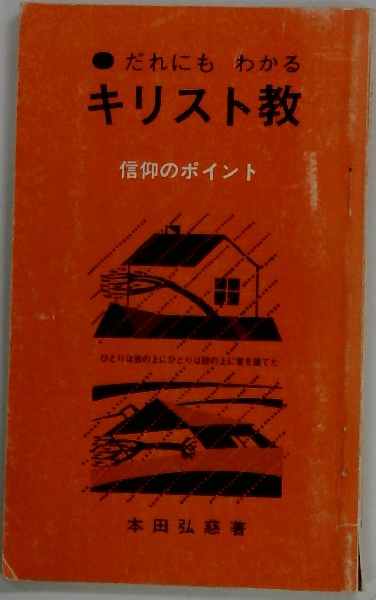 ●だれにも わかる
キリスト教
信仰のポイント
ひとりは岩の上にひとりは砂の上に家を建てた
本田弘慈著